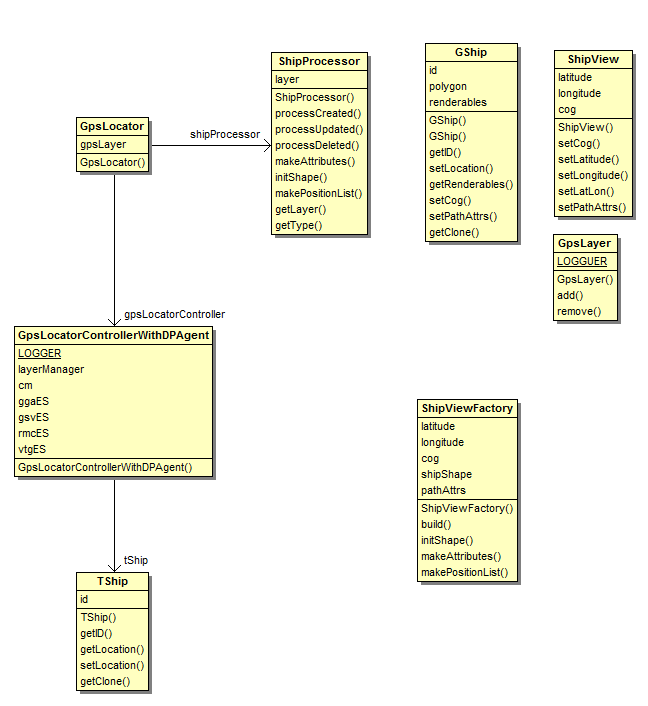 ShipProcessor
layer
ShipProcessor()
processCreated()
processUpdated()
processDeleted()
makeAttributes()
initShape()
makePositionList()
getLayer()
getType()
GShip
id
polygon
renderables
GShip()
GShip()
getID()
setLocation()
getRenderables()
setCog()
setPathAttrs()
getClone()
ShipView
latitude
longitude
cog
ShipView()
setCog()
setLatitude()
setLongitude()
setLatLon()
setPathAttrs()
GpsLocator
gpsLayer
GpsLocator()
shipProcessor
GpsLayer
LOGGUER
GpsLayer()
add()
remove()
gpsLocatorController
GpsLocatorControllerWithDPAgent
LOGGER
layerManager
cm
ggaES
gsvES
rmcES
vtgES
GpsLocatorControllerWithDPAgent()
ShipViewFactory
latitude
longitude
cog
shipShape
pathAttrs
ShipViewFactory()
build()
initShape()
makeAttributes()
makePositionList()
tShip
TShip
id
TShip()
getID()
getLocation()
setLocation()
getClone()